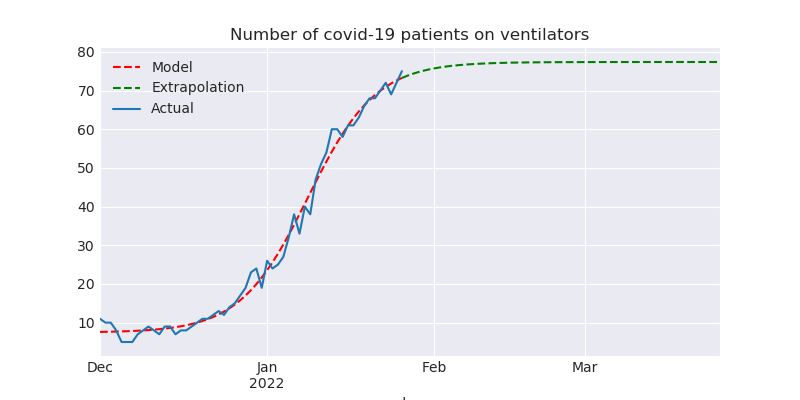 Number of covid-19 patients on ventilators
80
70
60
50
40
30
20
10
Model
Extrapolation
Actual
Dec
Jan
Feb
Mar
2022